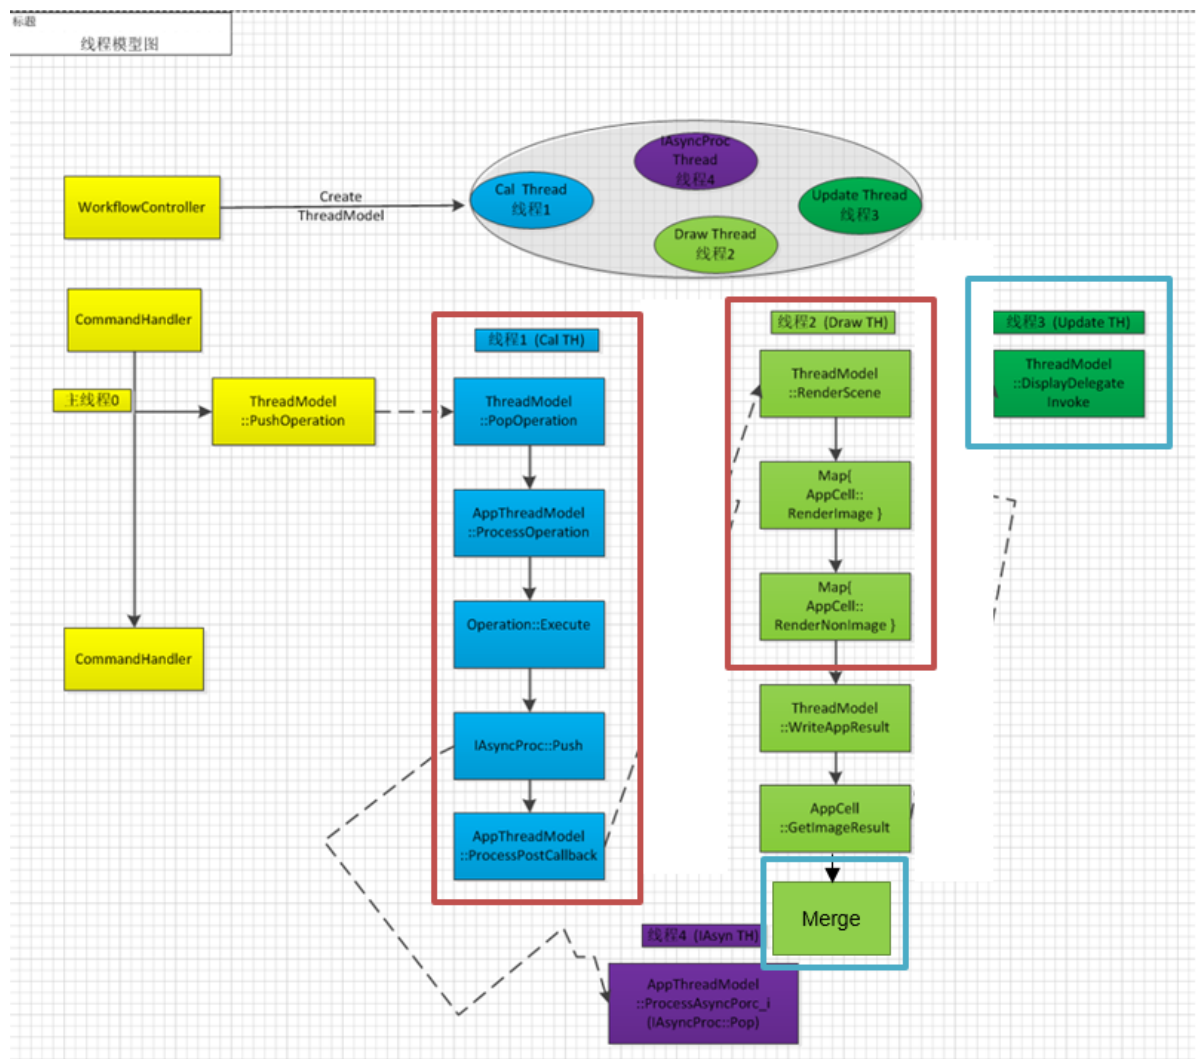 标题
线程模型图
IAsyncProc
Thread
线程4
Cal Thread
线程1
Update Thread
线程3
Draw Thread
线程2
WorkflowController
Create
ThreadModel
CommandHandler
主线程0
ThreadModel
::PushOperation
CommandHandler
线程1 (Cal TH)
ThreadModel
::PopOperation
AppThreadModel
::ProcessOperation
Operation::Execute
IAsyncProc::Push
AppThreadModel
::ProcessPostCallback
线程2 (Draw TH)
ThreadModel
::RenderScene
Map{
AppCell::
RenderImage }
Map{
AppCell::
RenderNonImage }
ThreadModel
::WriteAppResult
AppCell
::GetImageResult
Merge
线程3 (Update TH)
ThreadModel
::DisplayDelegate
Invoke
线程4 (IAsyn TH)
AppThreadModel
::ProcessAsyncPorc_i
(IAsyncProc::Pop)